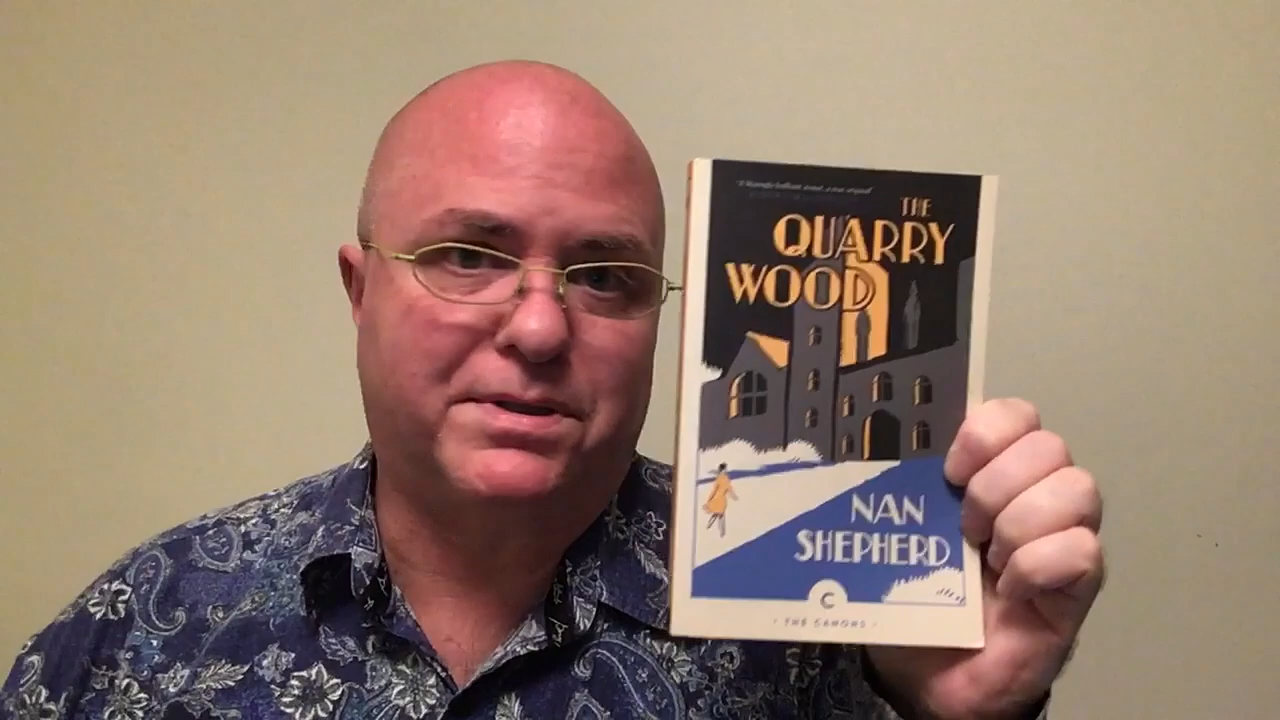 THE
QUARRY
WOOD
NAN
SHEPHERD
C
THE CANONS